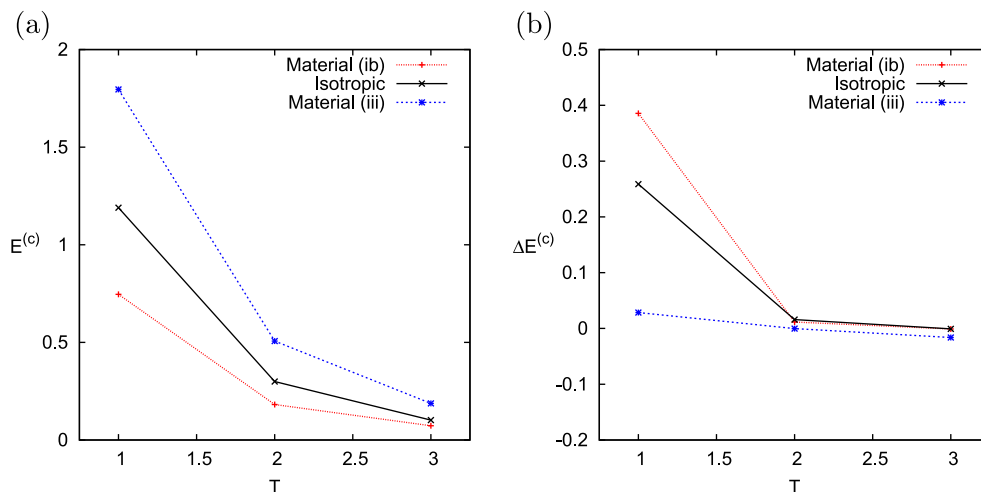 (a)
2
1.5
1
0.5
0
E^(c)
1
1.5
2
2.5
3
T
Material (ib)
Isotropic
Material (iii)
(b)
0.5
0.4
0.3
0.2
0.1
0
-0.1
-0.2
ΔE^(c)
1
1.5
2
2.5
3
T
Material (ib)
Isotropic
Material (iii)